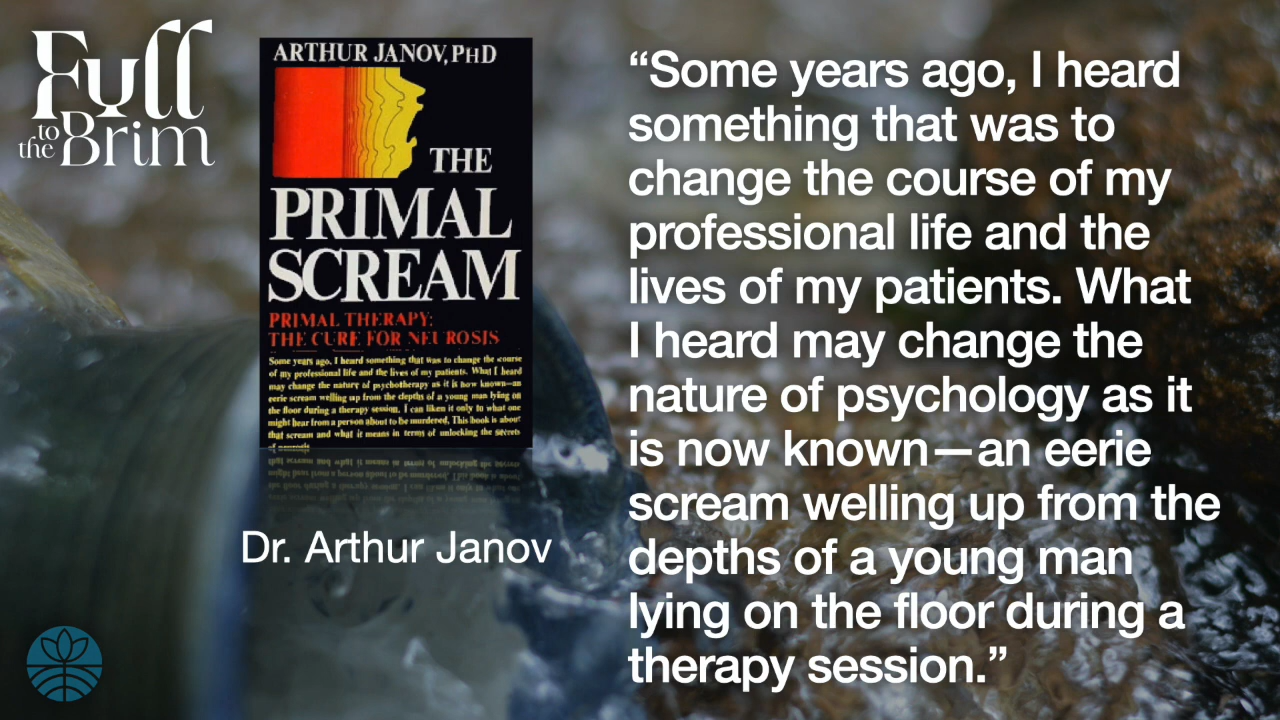 Full
to
the Brim
ARTHUR JANOV, PHD
THE
PRIMAL
SCREAM
PRIMAL THERAPY:
THE CURE FOR NEUROSIS
Some years ago, I heard something that was to change the course
of my professional life and the lives of my patients. What I heard
may change the nature of psychotherapy as it is now known—an
eerie scream welling up from the depths of a young man lying on
the floor during a therapy session. I can liken it only to what one
might hear from a person about to be murdered. This book is about
that scream and what it means in terms of unlocking the secrets
Dr. Arthur Janov
“Some years ago, I heard
something that was to
change the course of my
professional life and the
lives of my patients. What
I heard may change the
nature of psychology as it
is now known—an eerie
scream welling up from the
depths of a young man
lying on the floor during a
therapy session.”